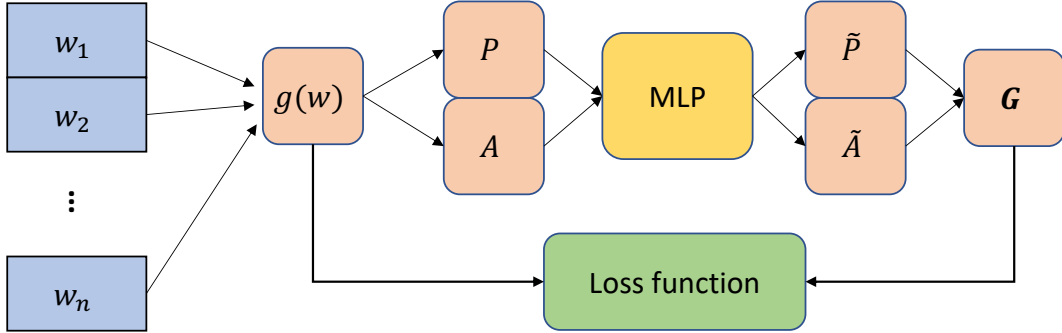 w₁
w₂
⋮
wₙ
g(w)
P
A
MLP
P̃
Ã
G
Loss function